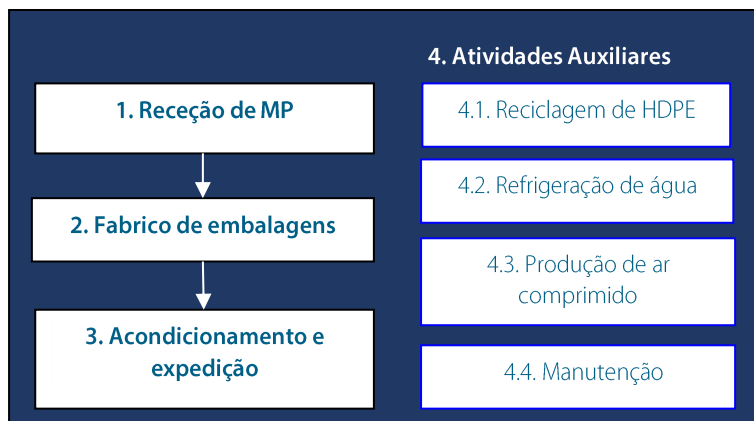 1. Receção de MP
2. Fabrico de embalagens
3. Acondicionamento e
expedição
4. Atividades Auxiliares
4.1. Reciclagem de HDPE
4.2. Refrigeração de água
4.3. Produção de ar
comprimido
4.4. Manutenção